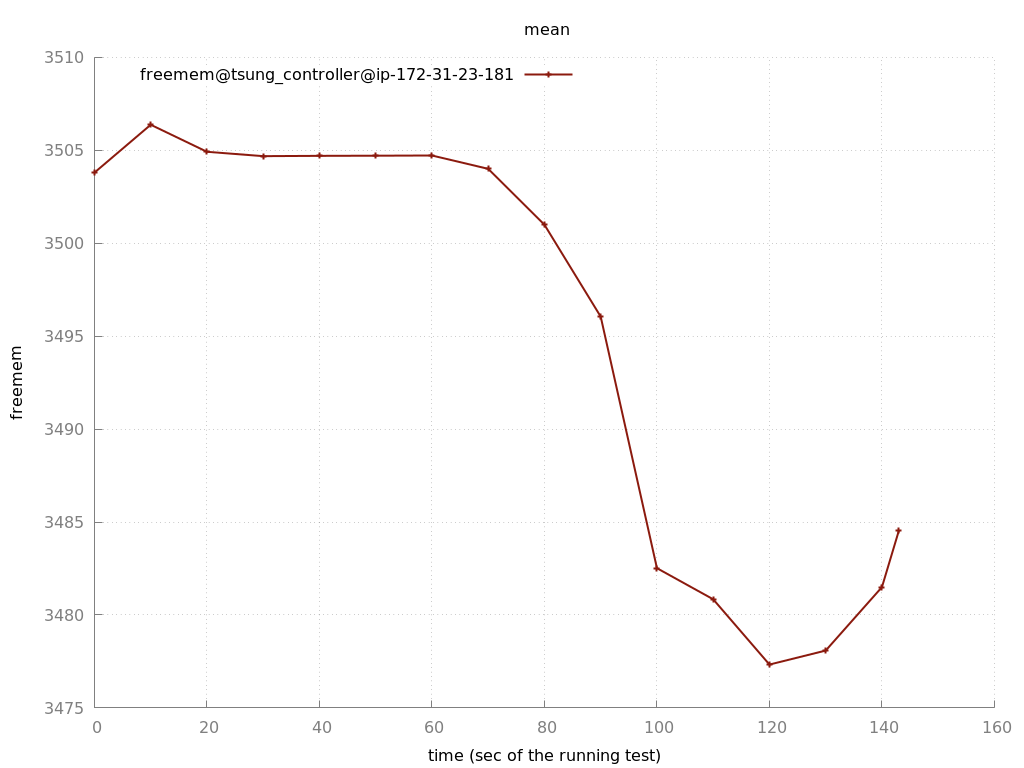 mean
freemem@tsung_controller@ip-172-31-23-181
3510
3505
3500
3495
3490
3485
3480
3475
freemem
0 20 40 60 80 100 120 140 160
time (sec of the running test)